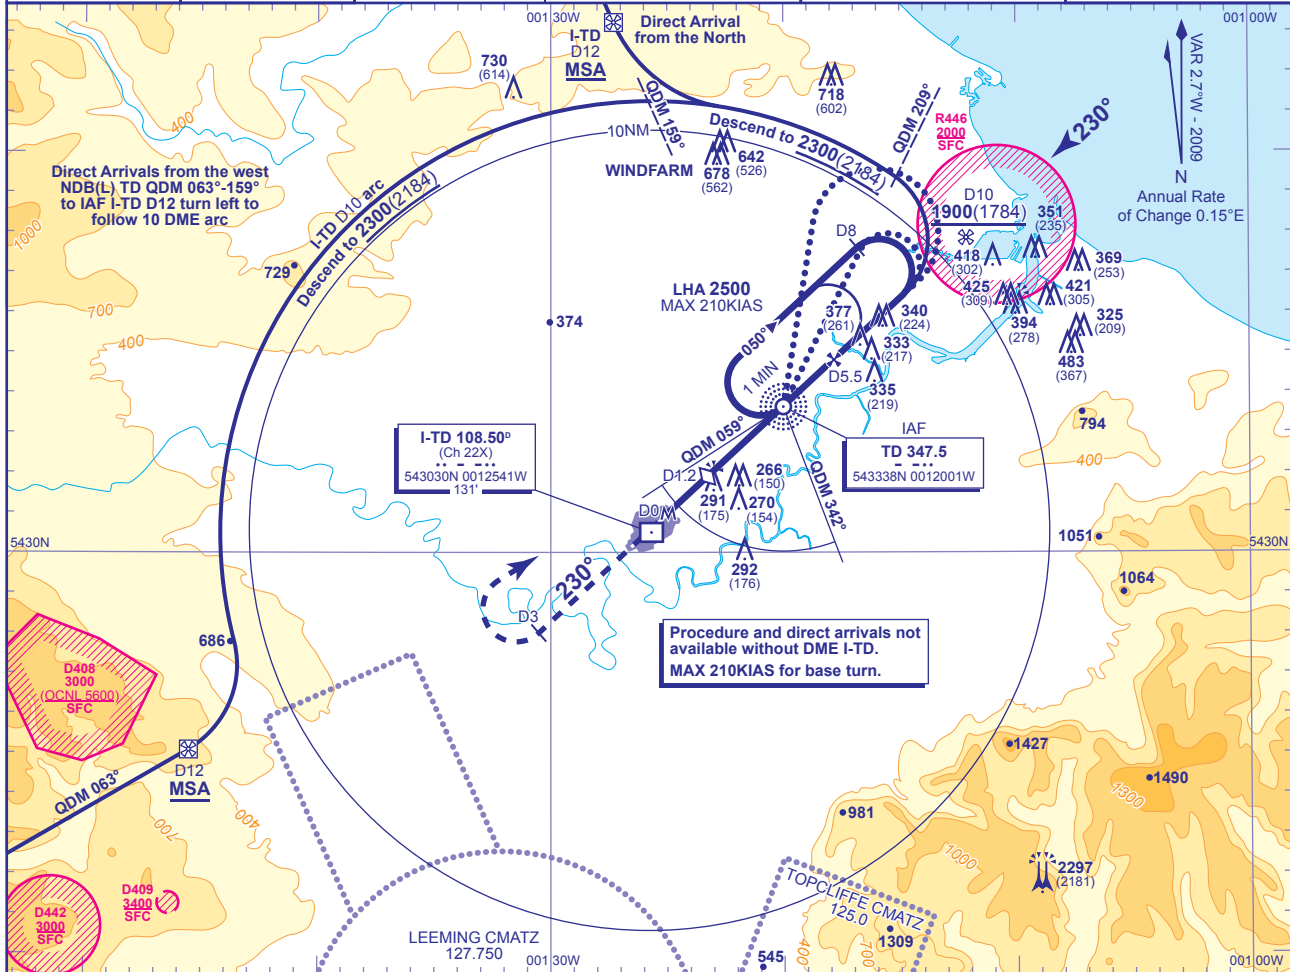 001.30W
001.00W
Direct Arrival
from the North
I-TD
D12
MSA
730
(614)
718
(602)
400
VAR 2.7°W - 2009
N
Annual Rate
of Change 0.15°E
230°
R446
2000
SFC
QDM 209°
QDM 159°
10NM
Descend to 2300(2184)
WINDFARM
642
(526)
678
(562)
Direct Arrivals from the west
NDB(L) TD QDM 063°-159°
to IAF I-TD D12 turn left to
follow 10 DME arc
I-TD D10 arc
Descend to 2300(2184)
1000
D10
1900(1784)
351
(235)
418
(302)
369
(253)
425
(309)
421
(305)
394
(278)
325
(209)
483
(367)
D8
729
700
400
374
LHA 2500
MAX 210KIAS
377
(261)
340
(224)
333
(217)
335
(219)
050°
1 MIN
D5.5
794
400
IAF
TD 347.5
– –··
543338N 0012001W
I-TD 108.50ᴰ
(Ch 22X)
·· – –··
543030N 0012541W
131'
QDM 059°
QDM 342°
D1.2
266
(150)
291
(175)
270
(154)
D0
292
(176)
5430N
5430N
1051
1064
230°
D3
Procedure and direct arrivals not
available without DME I-TD.
MAX 210KIAS for base turn.
686
D408
3000
(OCNL 5600)
SFC
D12
MSA
QDM 063°
400
700
1427
1490
1300
981
1000
2297
(2181)
D409
3400
SFC
D442
3000
SFC
TOPCLIFFE CMATZ
125.0
1309
400
700
LEEMING CMATZ
127.750
545
001.30W
001.00W